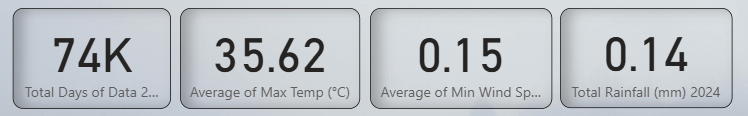 74K
Total Days of Data 2...
35.62
Average of Max Temp (°C)
0.15
Average of Min Wind Sp...
0.14
Total Rainfall (mm) 2024